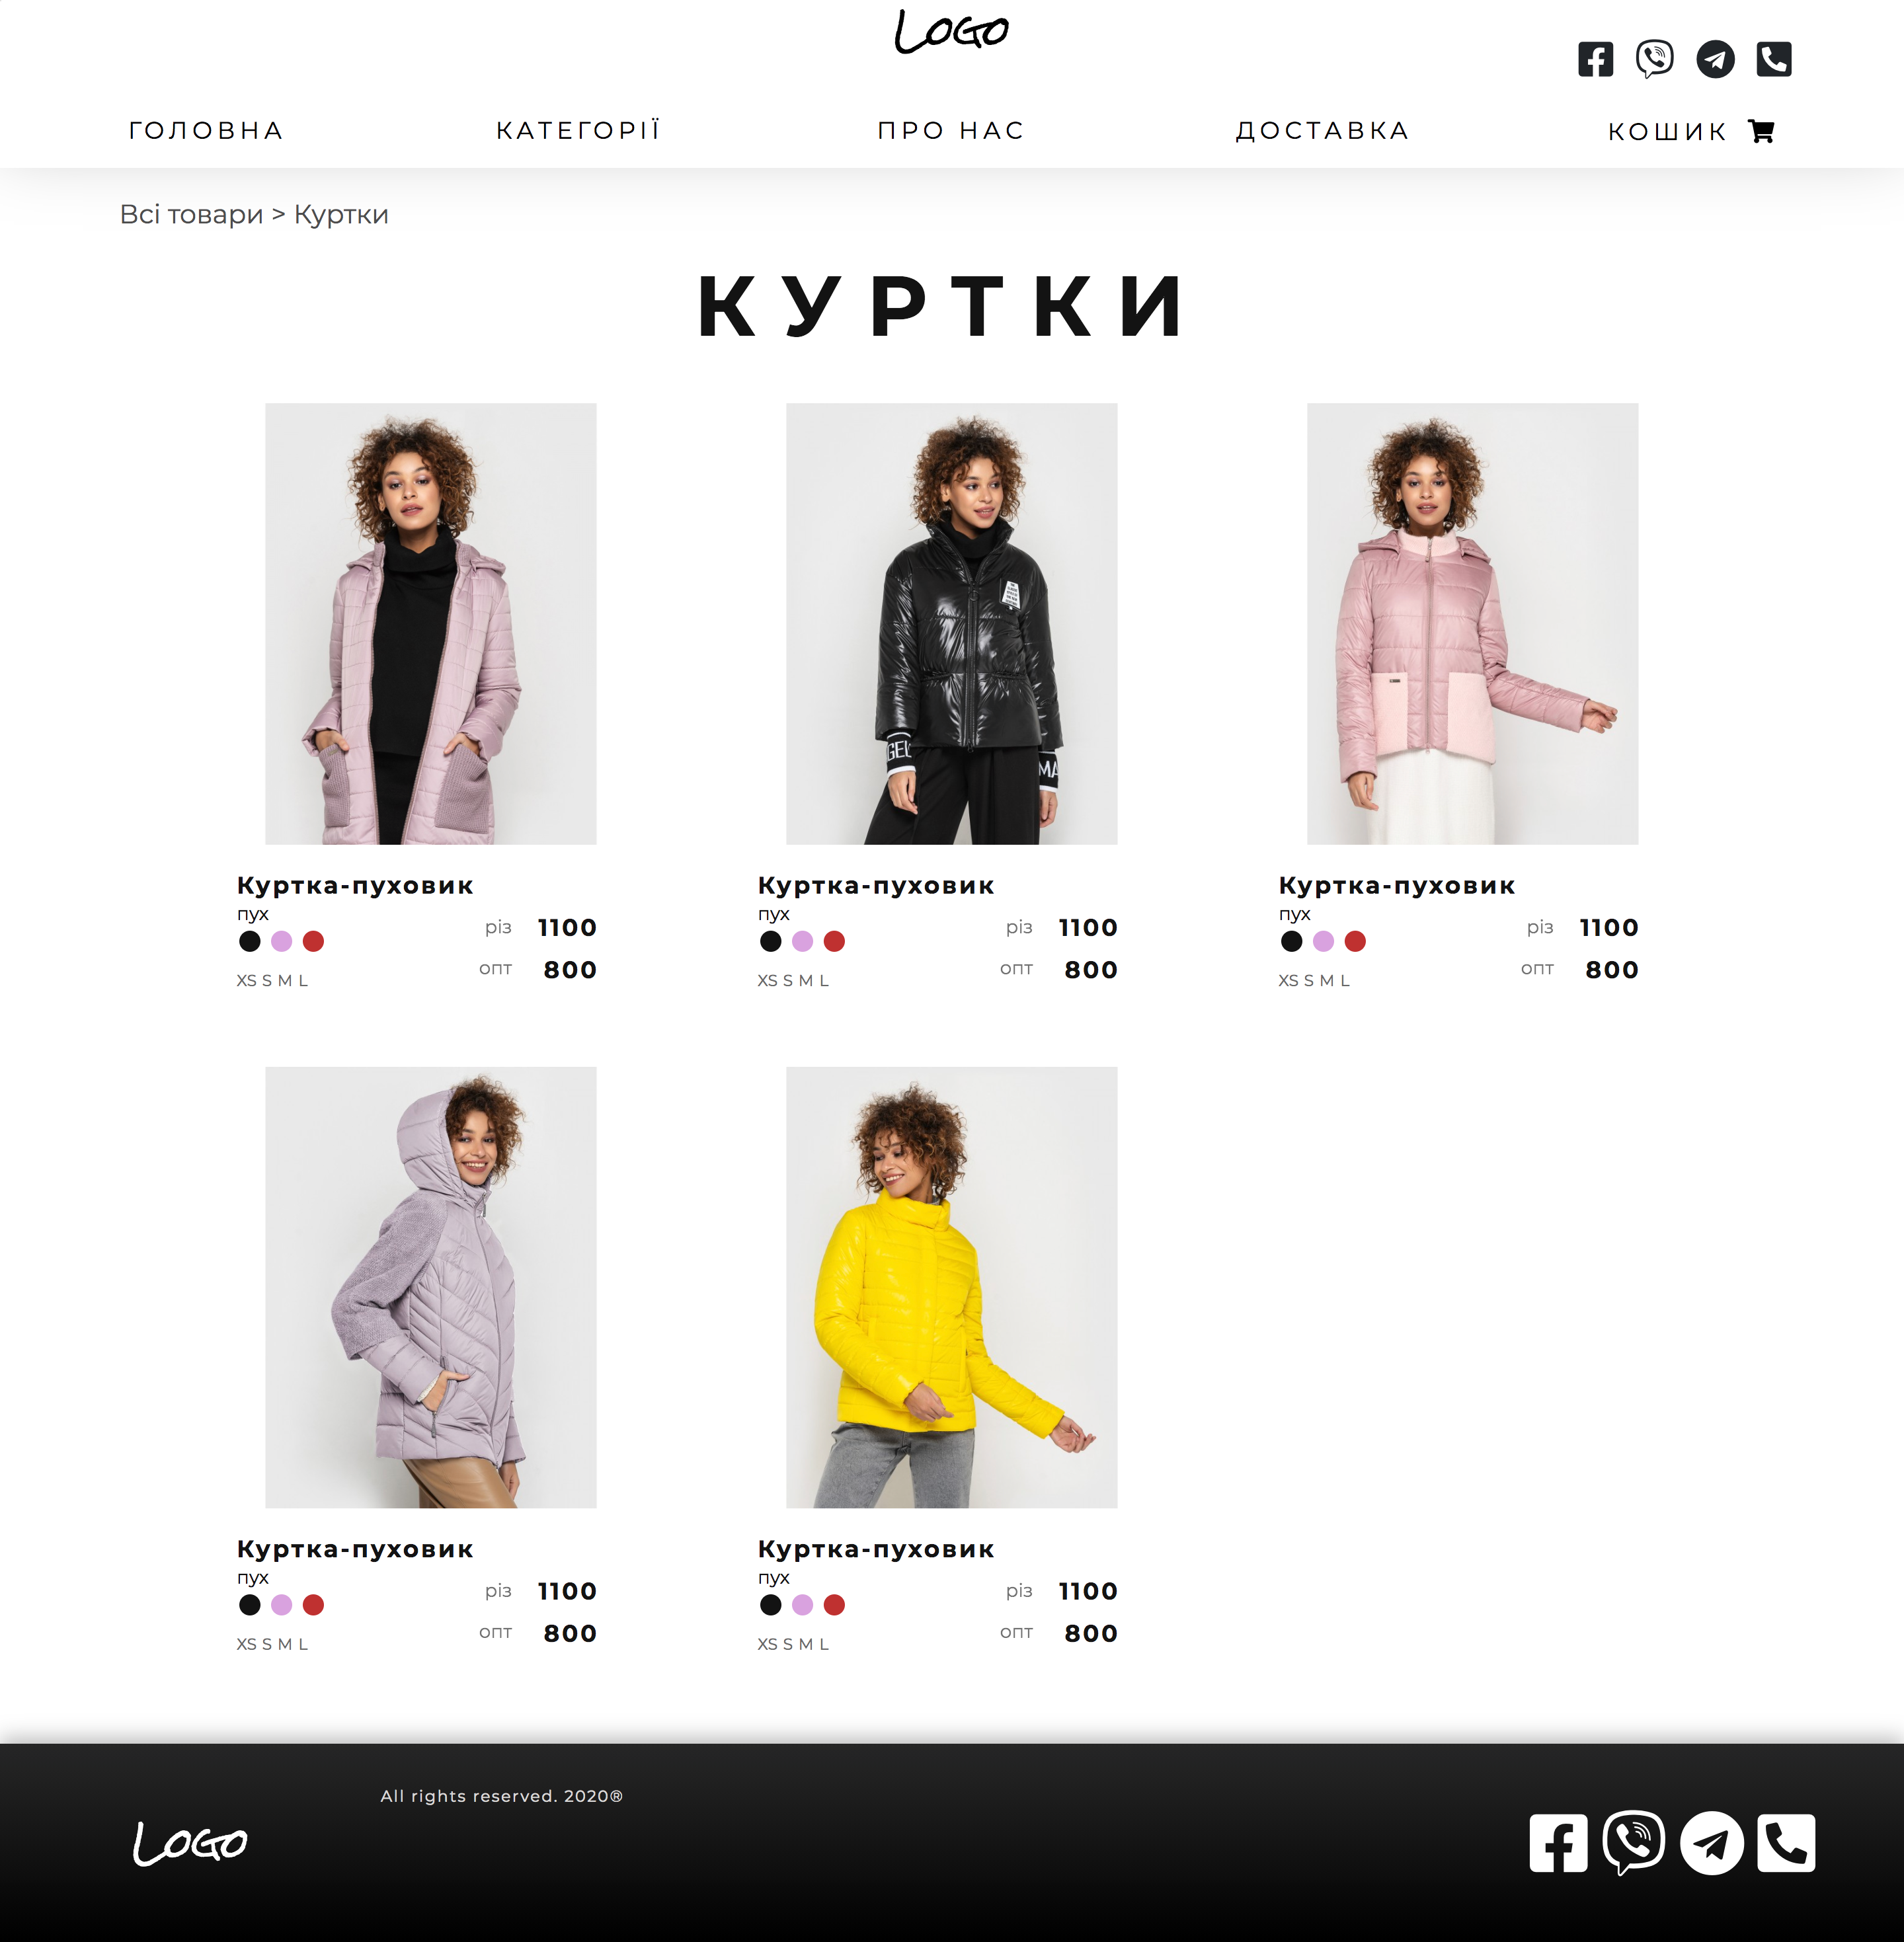 LOGO
ГОЛОВНА КАТЕГОРІЇ ПРО НАС ДОСТАВКА КОШИК
Всі товари > Куртки
КУРТКИ
GEL
MA
Куртка-пуховик
пух
різ 1100
опт 800
XS S M L
Куртка-пуховик
пух
різ 1100
опт 800
XS S M L
Куртка-пуховик
пух
різ 1100
опт 800
XS S M L
Куртка-пуховик
пух
різ 1100
опт 800
XS S M L
Куртка-пуховик
пух
різ 1100
опт 800
XS S M L
All rights reserved. 2020®
LOGO